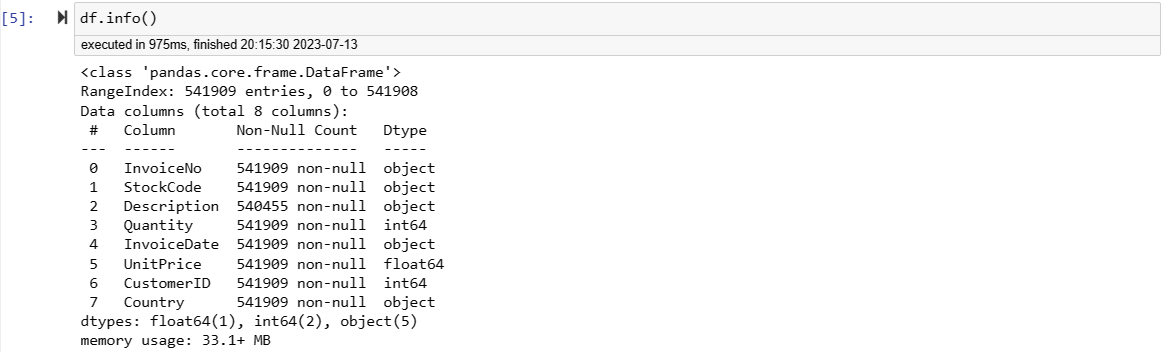 [5]: df.info()
executed in 975ms, finished 20:15:30 2023-07-13
<class 'pandas.core.frame.DataFrame'>
RangeIndex: 541909 entries, 0 to 541908
Data columns (total 8 columns):
 #   Column       Non-Null Count   Dtype
---  ------       --------------   -----
 0   InvoiceNo    541909 non-null  object
 1   StockCode    541909 non-null  object
 2   Description  540455 non-null  object
 3   Quantity     541909 non-null  int64
 4   InvoiceDate  541909 non-null  object
 5   UnitPrice    541909 non-null  float64
 6   CustomerID   541909 non-null  int64
 7   Country      541909 non-null  object
dtypes: float64(1), int64(2), object(5)
memory usage: 33.1+ MB